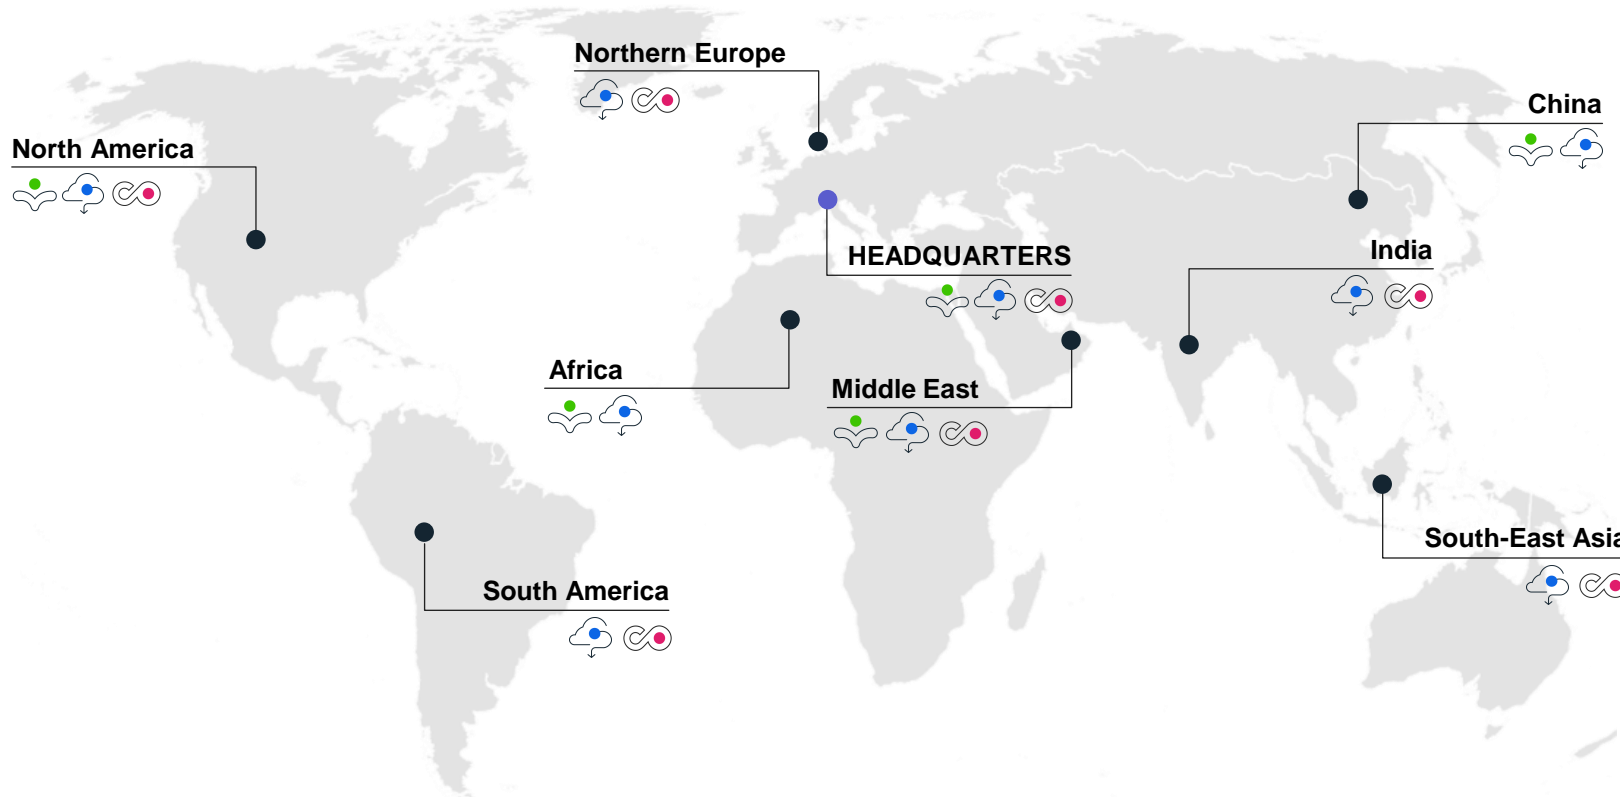 Northern Europe
China
North America
HEADQUARTERS
India
Africa
Middle East
South-East Asia
South America